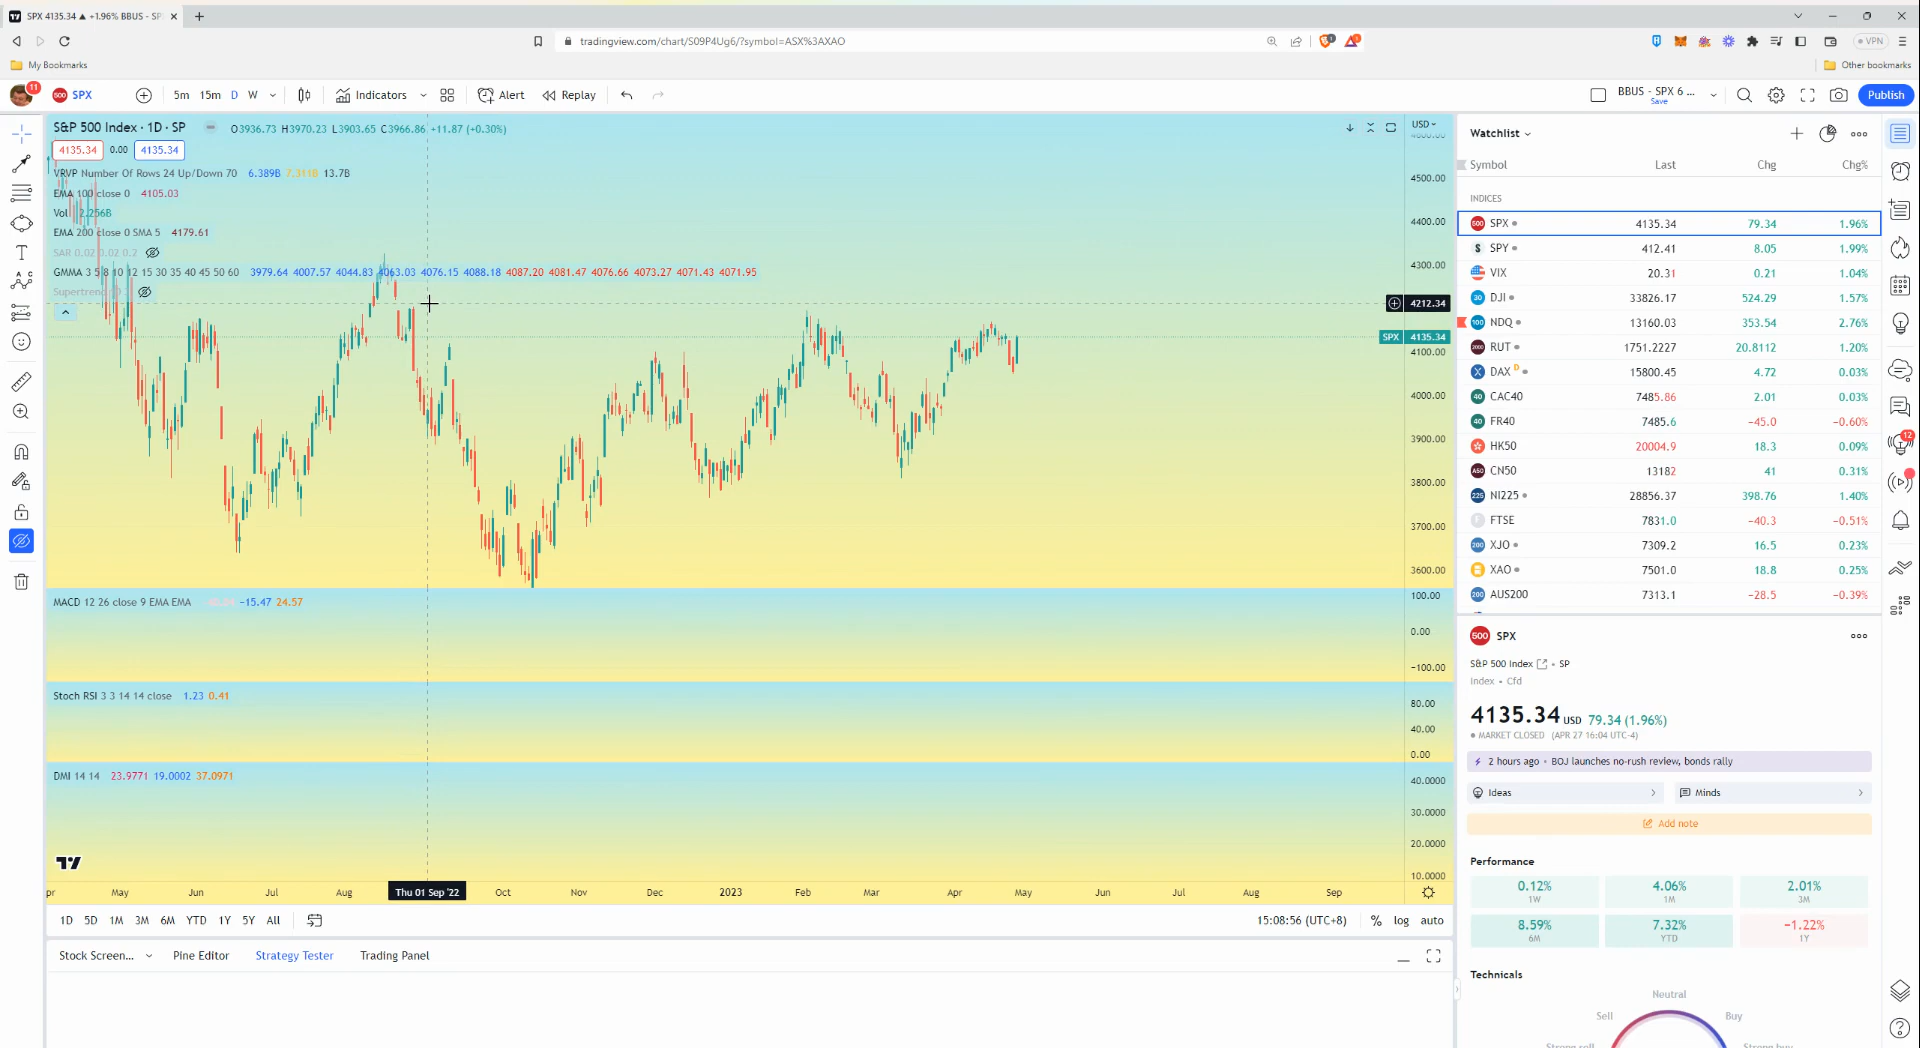 SPX 4135.34 ▲ +1.96% BBUS - SP
tradingview.com/chart/S09P4Ug6/?symbol=ASX%3AXAO
VPN
My Bookmarks
Other bookmarks
11
500 SPX 5m 15m D W Indicators Alert Replay
BBUS - SPX 6 ...
Save
Publish
S&P 500 Index · 1D · SP O3936.73 H3970.23 L3903.65 C3966.86 +11.87 (+0.30%)
4135.34 0.00 4135.34
VRVP Number Of Rows 24 Up/Down 70 6.389B 7.311B 13.7B
EMA 100 close 0 4105.03
Vol 2.256B
EMA 200 close 0 SMA 5 4179.61
SAR 0.02 0.02 0.2
GMMA 3 5 8 10 12 15 30 35 40 45 50 60 3979.64 4007.57 4044.83 4063.03 4076.15 4088.18 4087.20 4081.47 4076.66 4073.27 4071.43 4071.95
Supertrend
USD
4600.00
4500.00
4400.00
4300.00
4212.34
SPX 4135.34
4100.00
4000.00
3900.00
3800.00
3700.00
3600.00
MACD 12 26 close 9 EMA EMA −15.47 24.57
100.00
0.00
−100.00
Stoch RSI 3 3 14 14 close 1.23 0.41
80.00
40.00
0.00
DMI 14 14 23.9771 19.0002 37.0971
40.0000
30.0000
20.0000
10.0000
pr May Jun Jul Aug Thu 01 Sep '22 Oct Nov Dec 2023 Feb Mar Apr May Jun Jul Aug Sep
1D 5D 1M 3M 6M YTD 1Y 5Y All
15:08:56 (UTC+8) % log auto
Stock Screen... Pine Editor Strategy Tester Trading Panel
Watchlist
Symbol Last Chg Chg%
INDICES
500 SPX 4135.34 79.34 1.96%
S SPY 412.41 8.05 1.99%
VIX 20.31 0.21 1.04%
30 DJI 33826.17 524.29 1.57%
100 NDQ 13160.03 353.54 2.76%
2000 RUT 1751.2227 20.8112 1.20%
X DAX D 15800.45 4.72 0.03%
40 CAC40 7485.86 2.01 0.03%
40 FR40 7485.6 −45.0 −0.60%
HK50 20004.9 18.3 0.09%
A50 CN50 13182 41 0.31%
225 NI225 28856.37 398.76 1.40%
F FTSE 7831.0 −40.3 −0.51%
200 XJO 7309.2 16.5 0.23%
XAO 7501.0 18.8 0.25%
200 AUS200 7313.1 −28.5 −0.39%
12
500 SPX
S&P 500 Index • SP
Index • Cfd
4135.34 USD 79.34 (1.96%)
MARKET CLOSED (APR 27 16:04 UTC-4)
2 hours ago • BOJ launches no-rush review, bonds rally
Ideas Minds
Add note
Performance
0.12% 4.06% 2.01%
1W 1M 3M
8.59% 7.32% −1.22%
6M YTD 1Y
Technicals
Neutral
Sell Buy
Strong sell Strong buy